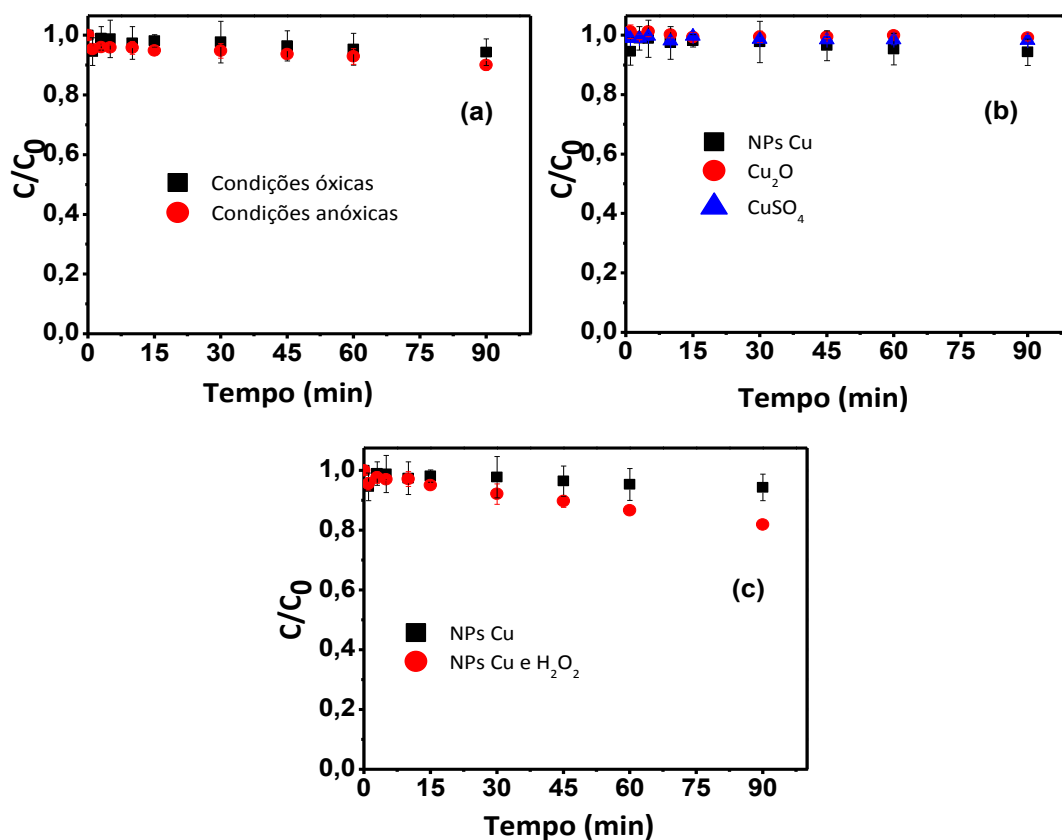 1,0
0,8
0,6
0,4
0,2
0,0
C/C0
(a)
Condições óxicas
Condições anóxicas
0 15 30 45 60 75 90
Tempo (min)
1,0
0,8
0,6
0,4
0,2
0,0
C/C0
(b)
NPs Cu
Cu2O
CuSO4
0 15 30 45 60 75 90
Tempo (min)
1,0
0,8
0,6
0,4
0,2
0,0
C/C0
(c)
NPs Cu
NPs Cu e H2O2
0 15 30 45 60 75 90
Tempo (min)